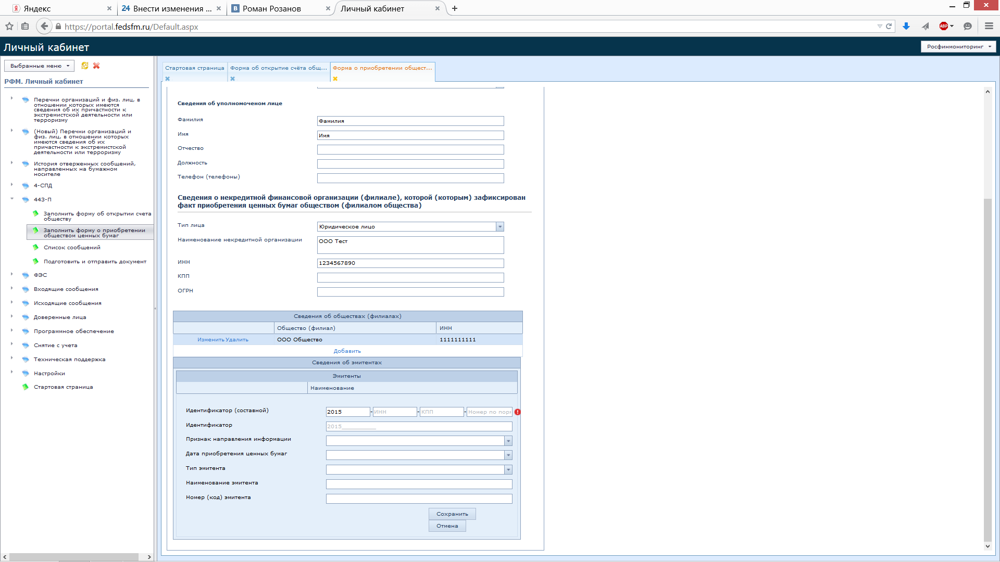 Яндекс
24 Внести изменения ...
В Роман Розанов
Личный кабинет
https://portal.fedsfm.ru/Default.aspx
ABP
Личный кабинет
Росфинмониторинг
Выбранные меню
РФМ. Личный кабинет
Перечни организаций и физ. лиц, в
отношении которых имеются
сведения об их причастности к
экстремистской деятельности или
терроризму
(Новый) Перечни организаций и
физ. лиц, в отношении которых
имеются сведения об их
причастности к экстремистской
деятельности или терроризму
История отверженных сообщений,
направленных на бумажном
носителе
4-СПД
443-П
Заполнить форму об открытии счета
обществу
Заполнить форму о приобретении
обществом ценных бумаг
Список сообщений
Подготовить и отправить документ
ФЭС
Входящие сообщения
Исходящие сообщения
Доверенные лица
Программное обеспечение
Снятие с учета
Техническая поддержка
Настройки
Стартовая страница
Стартовая страница
Форма об открытие счёта общ...
Форма о приобретении общест...
Сведения об уполномоченом лице
Фамилия Фамилия
Имя Имя
Отчество
Должность
Телефон (телефоны)
Сведения о некредитной финансовой организации (филиале), которой (которым) зафиксирован
факт приобретения ценных бумаг обществом (филиалом общества)
Тип лица Юридическое лицо
Наименование некредитной организации ООО Тест
ИНН 1234567890
КПП
ОГРН
Сведения об обществах (филиалах)
Общество (филиал) ИНН
Изменить Удалить ООО Общество 1111111111
Добавить
Сведения об эмитентах
Эмитенты
Наименование
Идентификатор (составной) 2015 - ИНН - КПП - Номер по поря
Идентификатор 2015__________
Признак направления информации
Дата приобретения ценных бумаг
Тип эмитента
Наименование эмитента
Номер (код) эмитента
Сохранить
Отмена